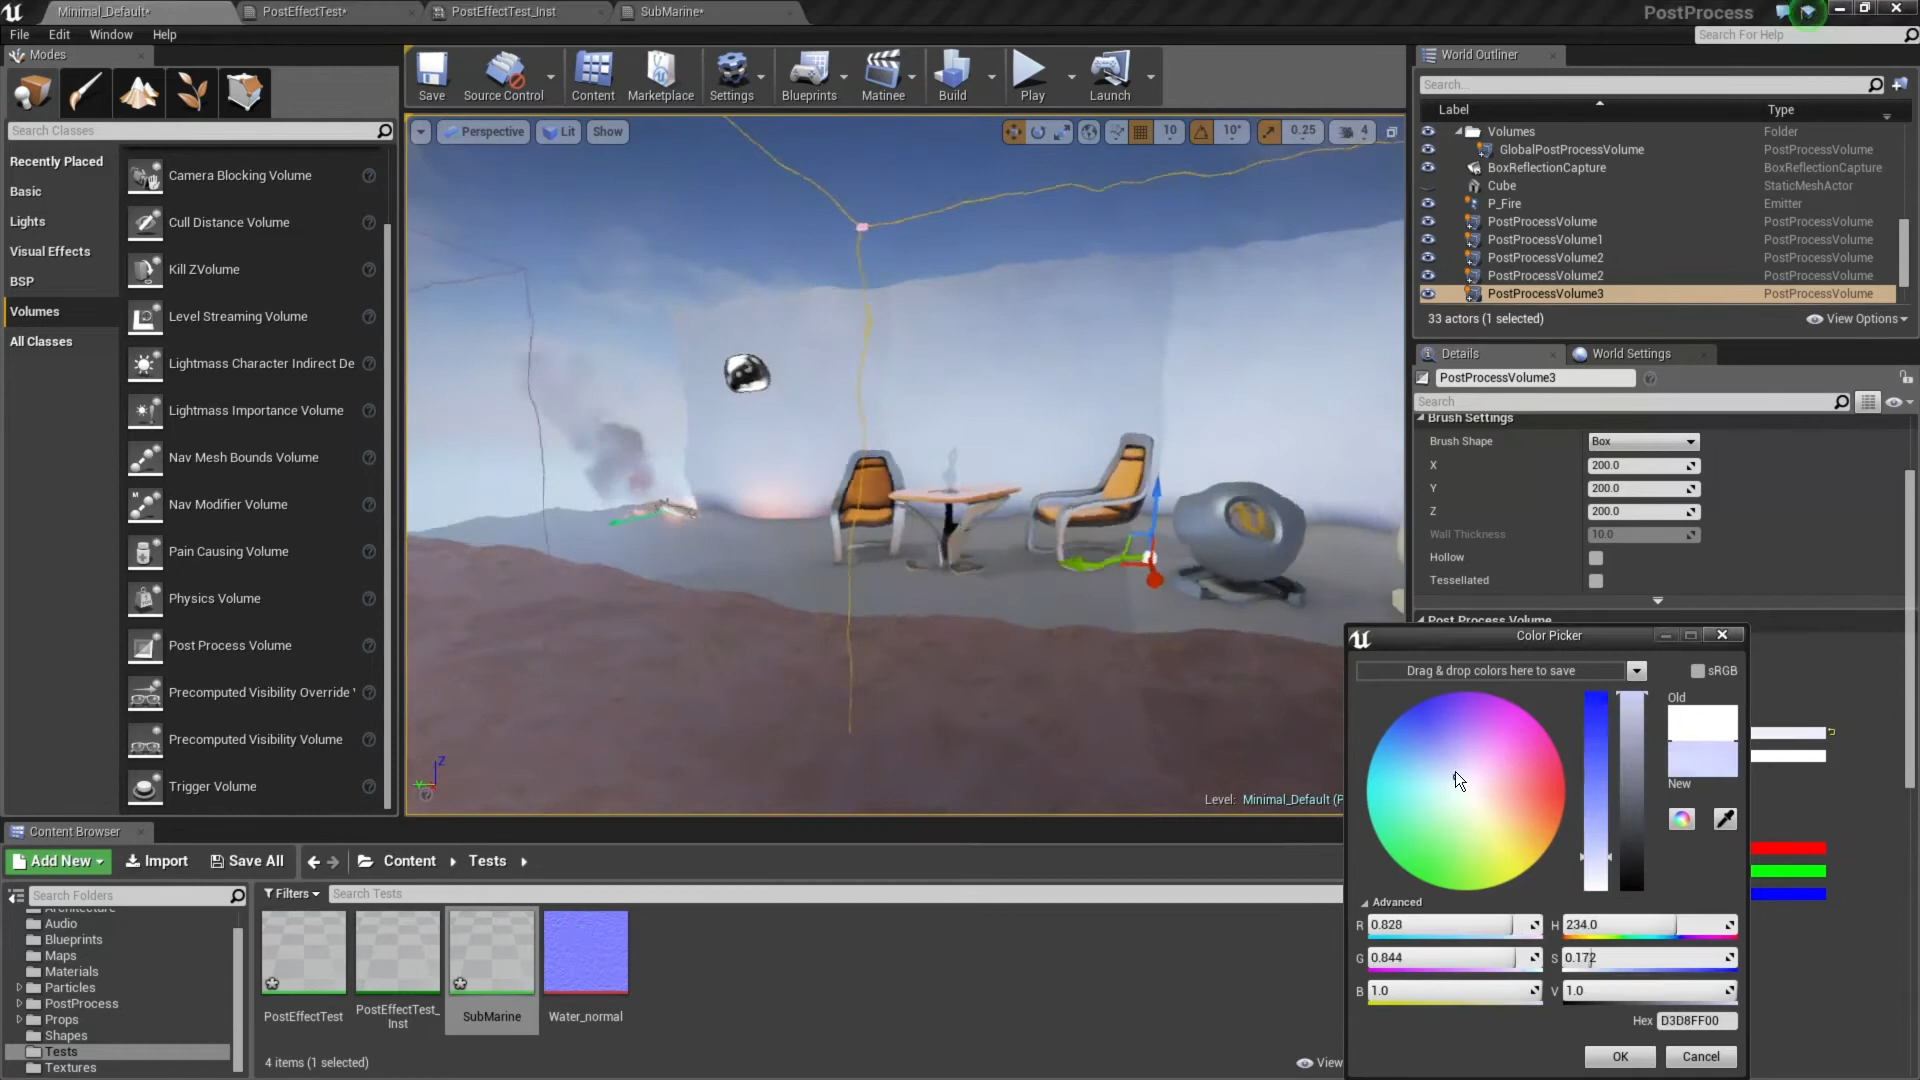 Minimal_Default*
PostEffectTest*
PostEffectTest_Inst
SubMarine*
PostProcess
File Edit Window Help
Search For Help
Modes
Search Classes
Recently Placed
Basic
Lights
Visual Effects
BSP
Volumes
All Classes
Camera Blocking Volume
Cull Distance Volume
Kill ZVolume
Level Streaming Volume
Lightmass Character Indirect De
Lightmass Importance Volume
Nav Mesh Bounds Volume
Nav Modifier Volume
Pain Causing Volume
Physics Volume
Post Process Volume
Precomputed Visibility Override
Precomputed Visibility Volume
Trigger Volume
Save
Source Control
Content
Marketplace
Settings
Blueprints
Matinee
Build
Play
Launch
Perspective
Lit
Show
10
10°
0.25
4
Z
Level: Minimal_Default (P
World Outliner
Search...
Label Type
Volumes Folder
GlobalPostProcessVolume PostProcessVolume
BoxReflectionCapture BoxReflectionCapture
Cube StaticMeshActor
P_Fire Emitter
PostProcessVolume PostProcessVolume
PostProcessVolume1 PostProcessVolume
PostProcessVolume2 PostProcessVolume
PostProcessVolume2 PostProcessVolume
PostProcessVolume3 PostProcessVolume
33 actors (1 selected)
View Options
Details
World Settings
PostProcessVolume3
Search
Brush Settings
Brush Shape Box
X 200.0
Y 200.0
Z 200.0
Wall Thickness 10.0
Hollow
Tessellated
Post Process Volume
Color Picker
Drag & drop colors here to save
sRGB
Old
New
Advanced
R 0.828 H 234.0
G 0.844 S 0.172
B 1.0 V 1.0
Hex D3D8FF00
OK Cancel
Content Browser
Add New
Import
Save All
Content
Tests
Search Folders
Filters
Search Tests
Architecture
Audio
Blueprints
Maps
Materials
Particles
PostProcess
Props
Shapes
Tests
Textures
PostEffectTest
PostEffectTest_
Inst
SubMarine
Water_normal
4 items (1 selected)
View